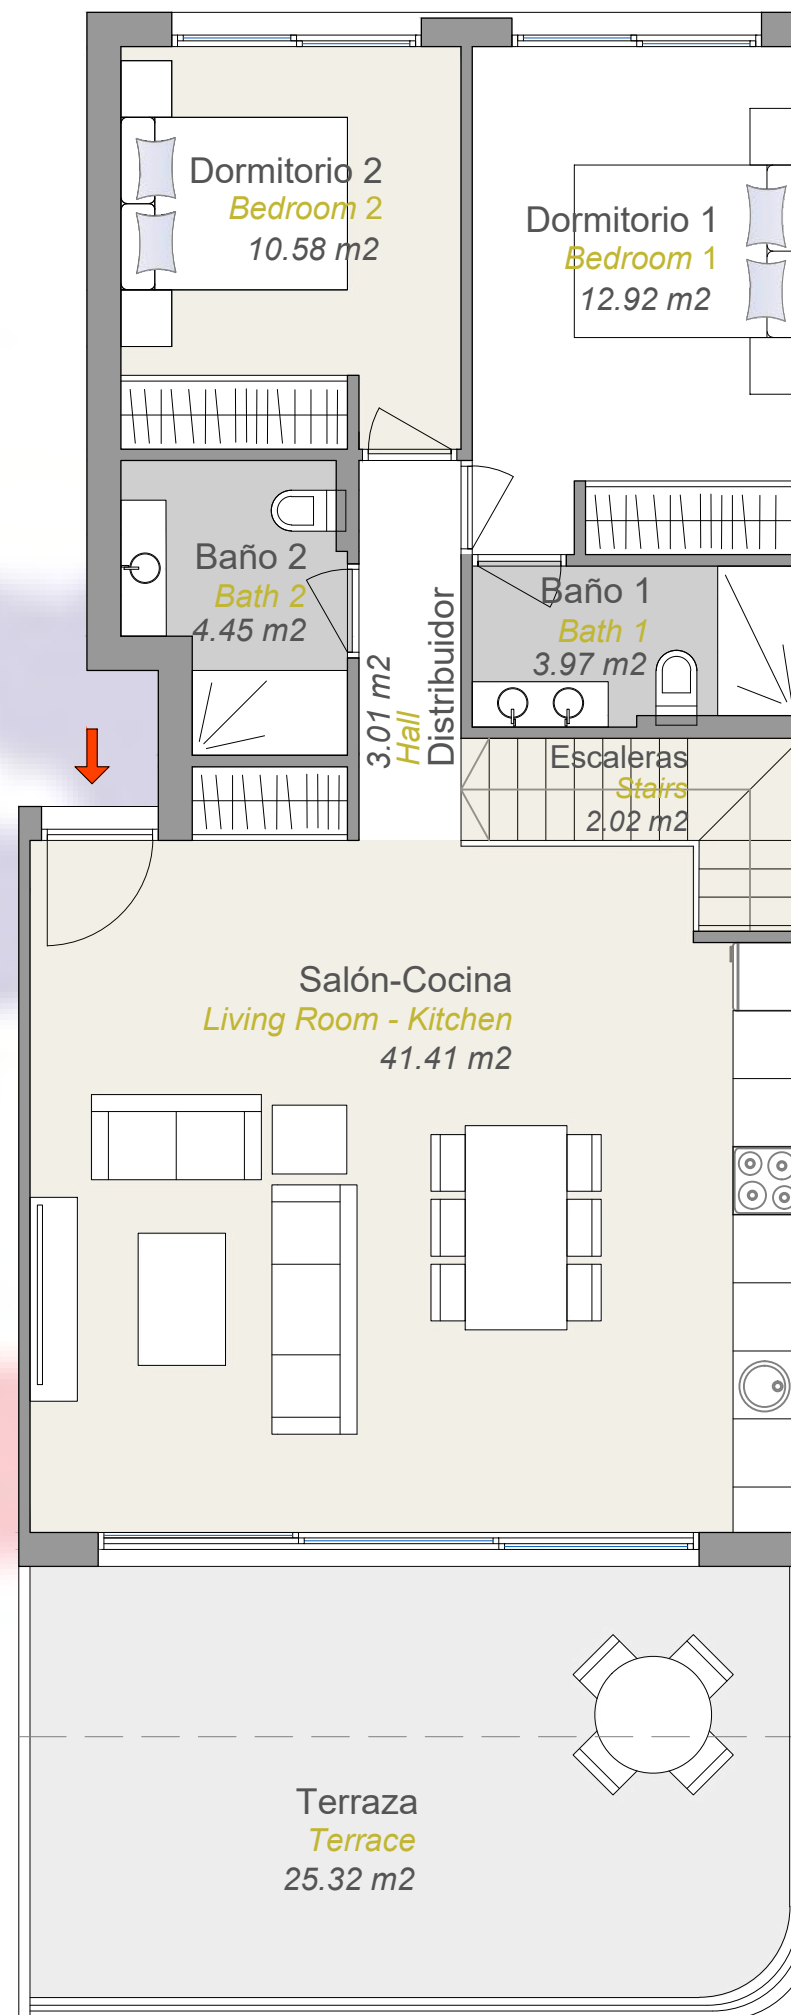 Dormitorio 2
Bedroom 2
10.58 m2
Dormitorio 1
Bedroom 1
12.92 m2
Baño 2
Bath 2
4.45 m2
Baño 1
Bath 1
3.97 m2
Distribuidor
Hall
3.01 m2
Escaleras
Stairs
2.02 m2
Salón-Cocina
Living Room - Kitchen
41.41 m2
Terraza
Terrace
25.32 m2